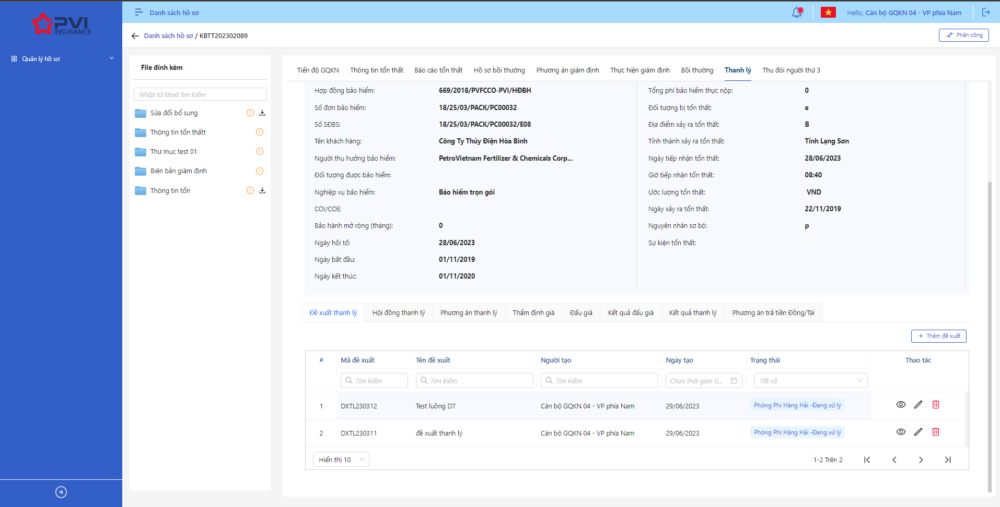 PVI
INSURANCE
Quản lý hồ sơ
Danh sách hồ sơ
Hello, Cán bộ GQKN 04 - VP phía Nam
Danh sách hồ sơ / KBTT202302089
Phân công
File đính kèm
Nhập từ khoá tìm kiếm
Sửa đổi bổ sung
Thông tin tổn thấtt
Thư mục test 01
Biên bản giám định
Thông tin tổn
Tiến độ GQKN Thông tin tổn thất Báo cáo tổn thất Hồ sơ bồi thường Phương án giám định Thực hiện giám định Bồi thường Thanh lý Thu đòi người thứ 3
Hợp đồng bảo hiểm: 669/2018/PVFCCO-PVI/HĐBH
Số đơn bảo hiểm: 18/25/03/PACK/PC00032
Số SĐBS: 18/25/03/PACK/PC00032/E08
Tên khách hàng: Công Ty Thủy Điện Hòa Bình
Người thụ hưởng bảo hiểm: PetroVietnam Fertilizer & Chemicals Corp...
Đối tượng được bảo hiểm:
Nghiệp vụ bảo hiểm: Bảo hiểm trọn gói
COI/COE:
Bảo hành mở rộng (tháng): 0
Ngày hồi tố: 28/06/2023
Ngày bắt đầu: 01/11/2019
Ngày kết thúc: 01/11/2020
Tổng phí bảo hiểm thực nộp: 0
Đối tượng bị tổn thất: e
Địa điểm xảy ra tổn thất: B
Tỉnh thành xảy ra tổn thất: Tỉnh Lạng Sơn
Ngày tiếp nhận tổn thất: 28/06/2023
Giờ tiếp nhận tổn thất: 08:40
Ước lượng tổn thất: VND
Ngày xảy ra tổn thất: 22/11/2019
Nguyên nhân sơ bộ: p
Sự kiện tổn thất:
Đề xuất thanh lý Hội đồng thanh lý Phương án thanh lý Thẩm định giá Đấu giá Kết quả đấu giá Kết quả thanh lý Phương án trả tiền Đồng/Tái
+ Thêm đề xuất
# Mã đề xuất Tên đề xuất Người tạo Ngày tạo Trạng thái Thao tác
Tìm kiếm Tìm kiếm Tìm kiếm Chọn thời gian tì... Tất cả
1 DXTL230312 Test luồng D7 Cán bộ GQKN 04 - VP phía Nam 29/06/2023 Phòng Phi Hàng Hải -Đang xử lý
2 DXTL230311 đề xuất thanh lý Cán bộ GQKN 04 - VP phía Nam 29/06/2023 Phòng Phi Hàng Hải -Đang xử lý
Hiển thị 10 1-2 Trên 2